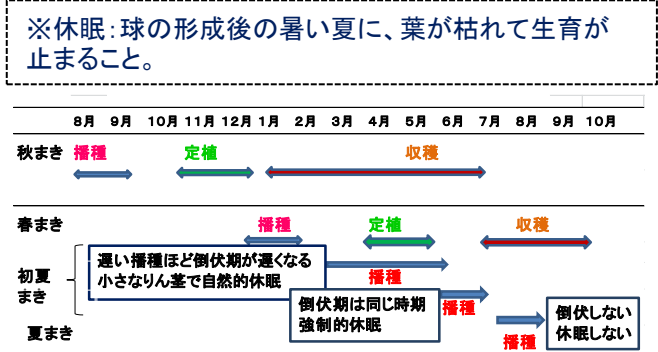 ※休眠：球の形成後の暑い夏に、葉が枯れて生育が
止まること。
8月 9月 10月 11月 12月 1月 2月 3月 4月 5月 6月 7月 8月 9月 10月
秋まき 播種 定植 収穫
春まき 播種 定植 収穫
遅い播種ほど倒伏期が遅くなる
小さなりん茎で自然的休眠
播種
初夏
まき
倒伏期は同じ時期
強制的休眠
播種
夏まき
播種
倒伏しない
休眠しない